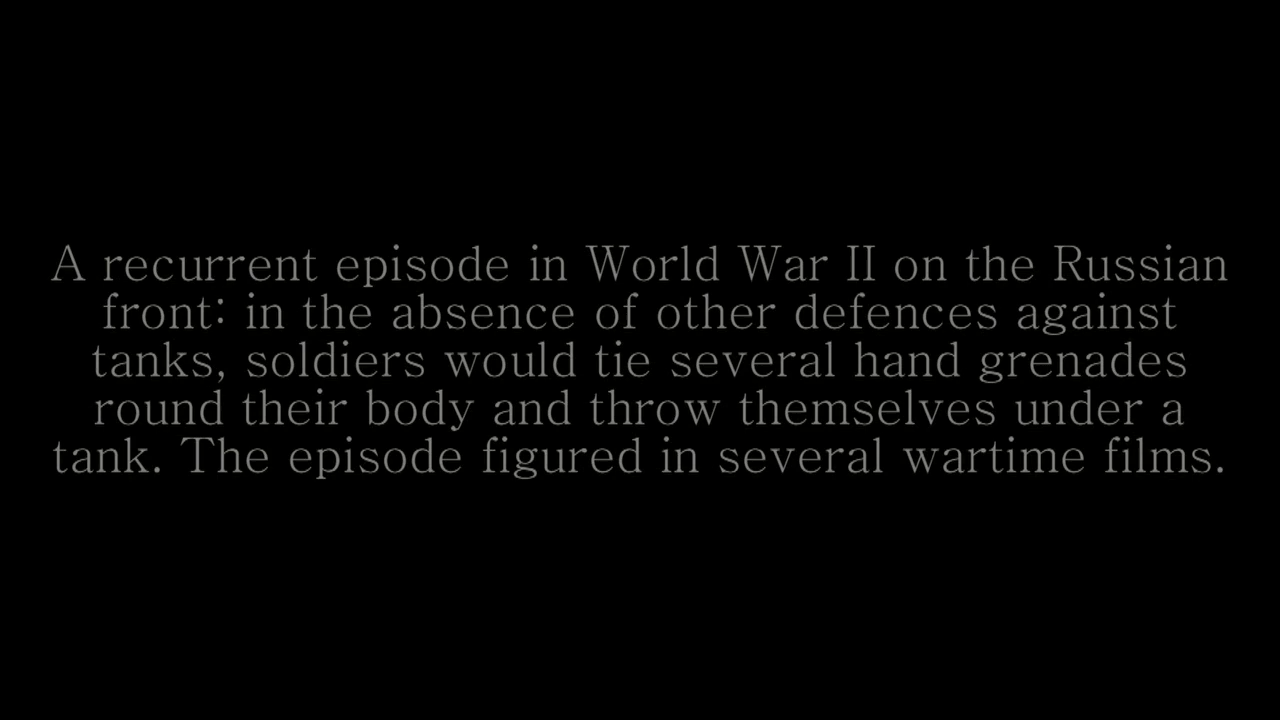 A recurrent episode in World War II on the Russian
front: in the absence of other defences against
tanks, soldiers would tie several hand grenades
round their body and throw themselves under a
tank. The episode figured in several wartime films.